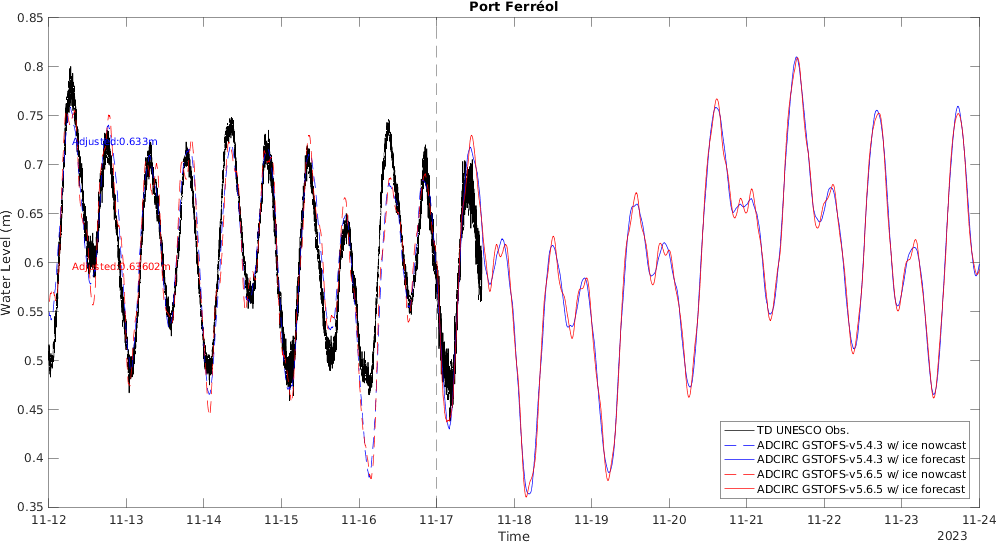 Port Ferréol
0.85
0.8
0.75
0.7
0.65
0.6
0.55
0.5
0.45
0.4
0.35
Water Level (m)
Adjusted:0.633m
Adjusted:0.63602m
TD UNESCO Obs.
ADCIRC GSTOFS-v5.4.3 w/ ice nowcast
ADCIRC GSTOFS-v5.4.3 w/ ice forecast
ADCIRC GSTOFS-v5.6.5 w/ ice nowcast
ADCIRC GSTOFS-v5.6.5 w/ ice forecast
11-12 11-13 11-14 11-15 11-16 11-17 11-18 11-19 11-20 11-21 11-22 11-23 11-24
Time
2023